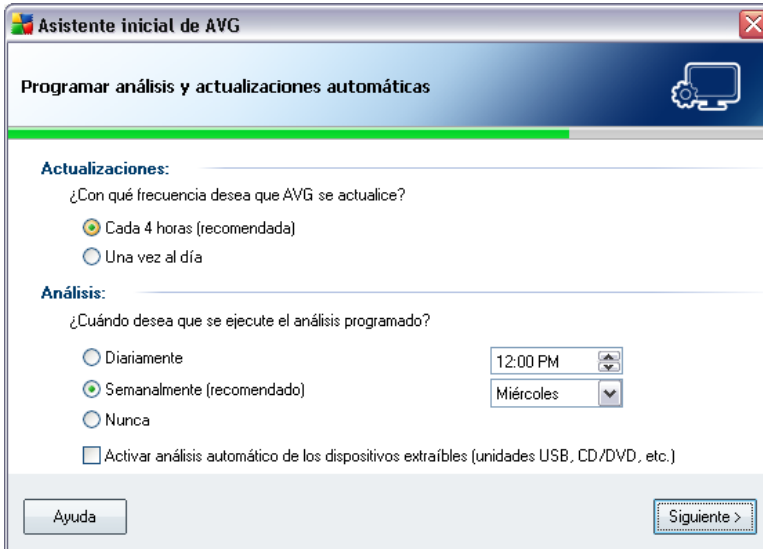 Asistente inicial de AVG
Programar análisis y actualizaciones automáticas
Actualizaciones:
¿Con qué frecuencia desea que AVG se actualice?
Cada 4 horas (recomendada)
Una vez al día
Análisis:
¿Cuándo desea que se ejecute el análisis programado?
Diariamente
12:00 PM
Semanalmente (recomendado)
Miércoles
Nunca
Activar análisis automático de los dispositivos extraíbles (unidades USB, CD/DVD, etc.)
Ayuda
Siguiente >